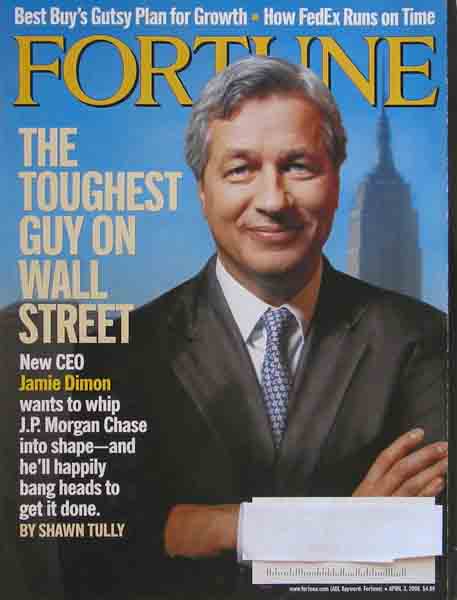 Best Buy's Gutsy Plan for Growth • How FedEx Runs on Time
FORTUNE
THE
TOUGHEST
GUY ON
WALL
STREET
New CEO
Jamie Dimon
wants to whip
J.P. Morgan Chase
into shape—and
he'll happily
bang heads to
get it done.
BY SHAWN TULLY
www.fortune.com (AOL Keyword: Fortune) • APRIL 3, 2006 $4.99